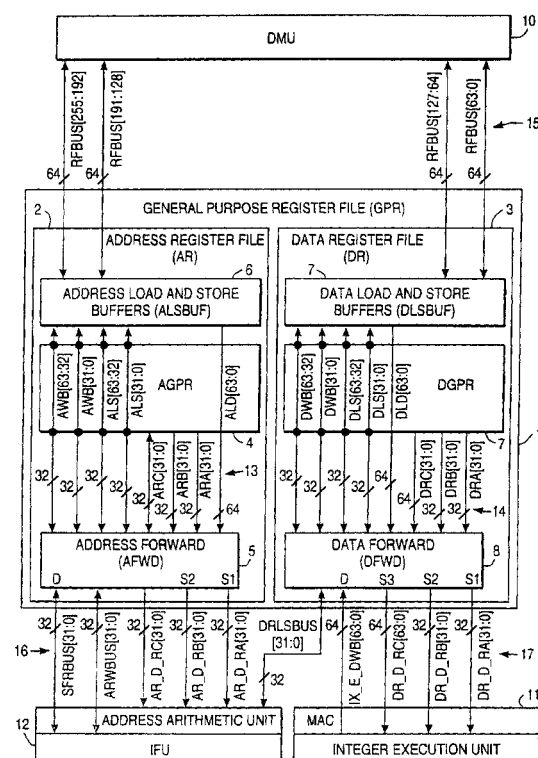 10
DMU
RFBUS[255:192]
RFBUS[191:128]
RFBUS[127:64]
RFBUS[63:0]
15
64
64
64
64
GENERAL PURPOSE REGISTER FILE (GPR)
2
3
ADDRESS REGISTER FILE
(AR)
DATA REGISTER FILE
(DR)
6
7
ADDRESS LOAD AND STORE
BUFFERS (ALSBUF)
DATA LOAD AND STORE
BUFFERS (DLSBUF)
AWB[63:32]
AWB[31:0]
ALS[63:32]
ALS[31:0]
ALD[63:0]
AGPR
DWB[63:32]
DWB[31:0]
DLS[63:32]
DLS[31:0]
DLD[63:0]
DGPR
4
7
ARC[31:0]
ARB[31:0]
ARA[31:0]
13
DRC[31:0]
DRB[31:0]
DRA[31:0]
14
32
32
32
32
32
32
32
64
32
32
32
32
64
64
32
32
ADDRESS FORWARD
(AFWD)
5
DATA FORWARD
(DFWD)
8
D
S2
S1
D
S3
S2
S1
16
32
SFRBUS[31:0]
32
ARWBUS[31:0]
32
AR_D_RC[31:0]
32
AR_D_RB[31:0]
32
AR_D_RA[31:0]
DRLSBUS
[31:0]
32
64
IX_E_DWB[63:0]
64
DR_D_RC[63:0]
32
DR_D_RB[31:0]
32
DR_D_RA[31:0]
17
11
ADDRESS ARITHMETIC UNIT
MAC
12
IFU
INTEGER EXECUTION UNIT